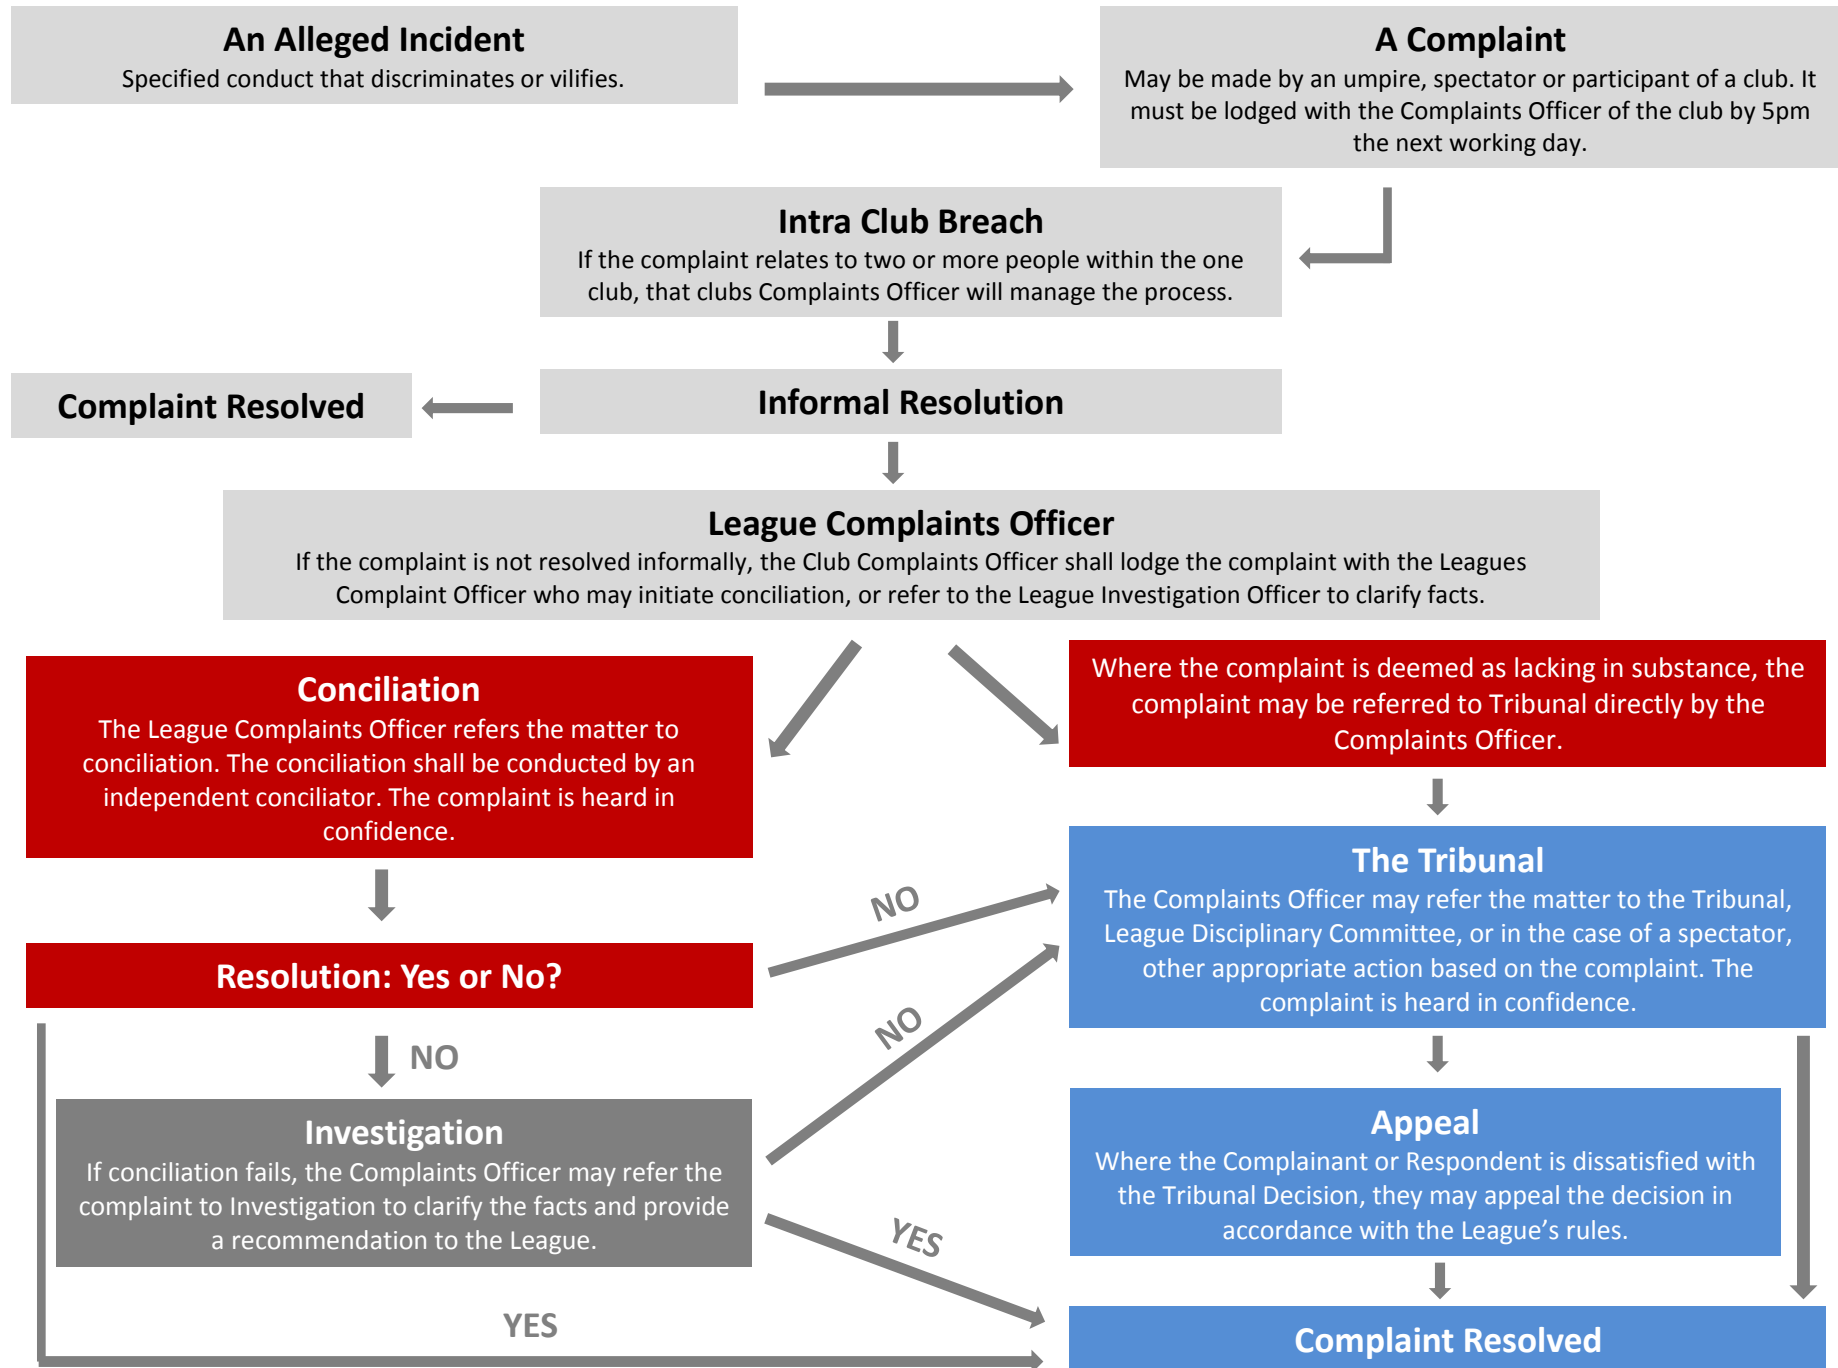 An Alleged Incident
Specified conduct that discriminates or vilifies.
A Complaint
May be made by an umpire, spectator or participant of a club. It
must be lodged with the Complaints Officer of the club by 5pm
the next working day.
Intra Club Breach
If the complaint relates to two or more people within the one
club, that clubs Complaints Officer will manage the process.
Complaint Resolved
Informal Resolution
League Complaints Officer
If the complaint is not resolved informally, the Club Complaints Officer shall lodge the complaint with the Leagues
Complaint Officer who may initiate conciliation, or refer to the League Investigation Officer to clarify facts.
Conciliation
The League Complaints Officer refers the matter to
conciliation. The conciliation shall be conducted by an
independent conciliator. The complaint is heard in
confidence.
Where the complaint is deemed as lacking in substance, the
complaint may be referred to Tribunal directly by the
Complaints Officer.
Resolution: Yes or No?
NO
The Tribunal
The Complaints Officer may refer the matter to the Tribunal,
League Disciplinary Committee, or in the case of a spectator,
other appropriate action based on the complaint. The
complaint is heard in confidence.
NO
NO
Investigation
If conciliation fails, the Complaints Officer may refer the
complaint to Investigation to clarify the facts and provide
a recommendation to the League.
Appeal
Where the Complainant or Respondent is dissatisfied with
the Tribunal Decision, they may appeal the decision in
accordance with the League’s rules.
YES
YES
Complaint Resolved